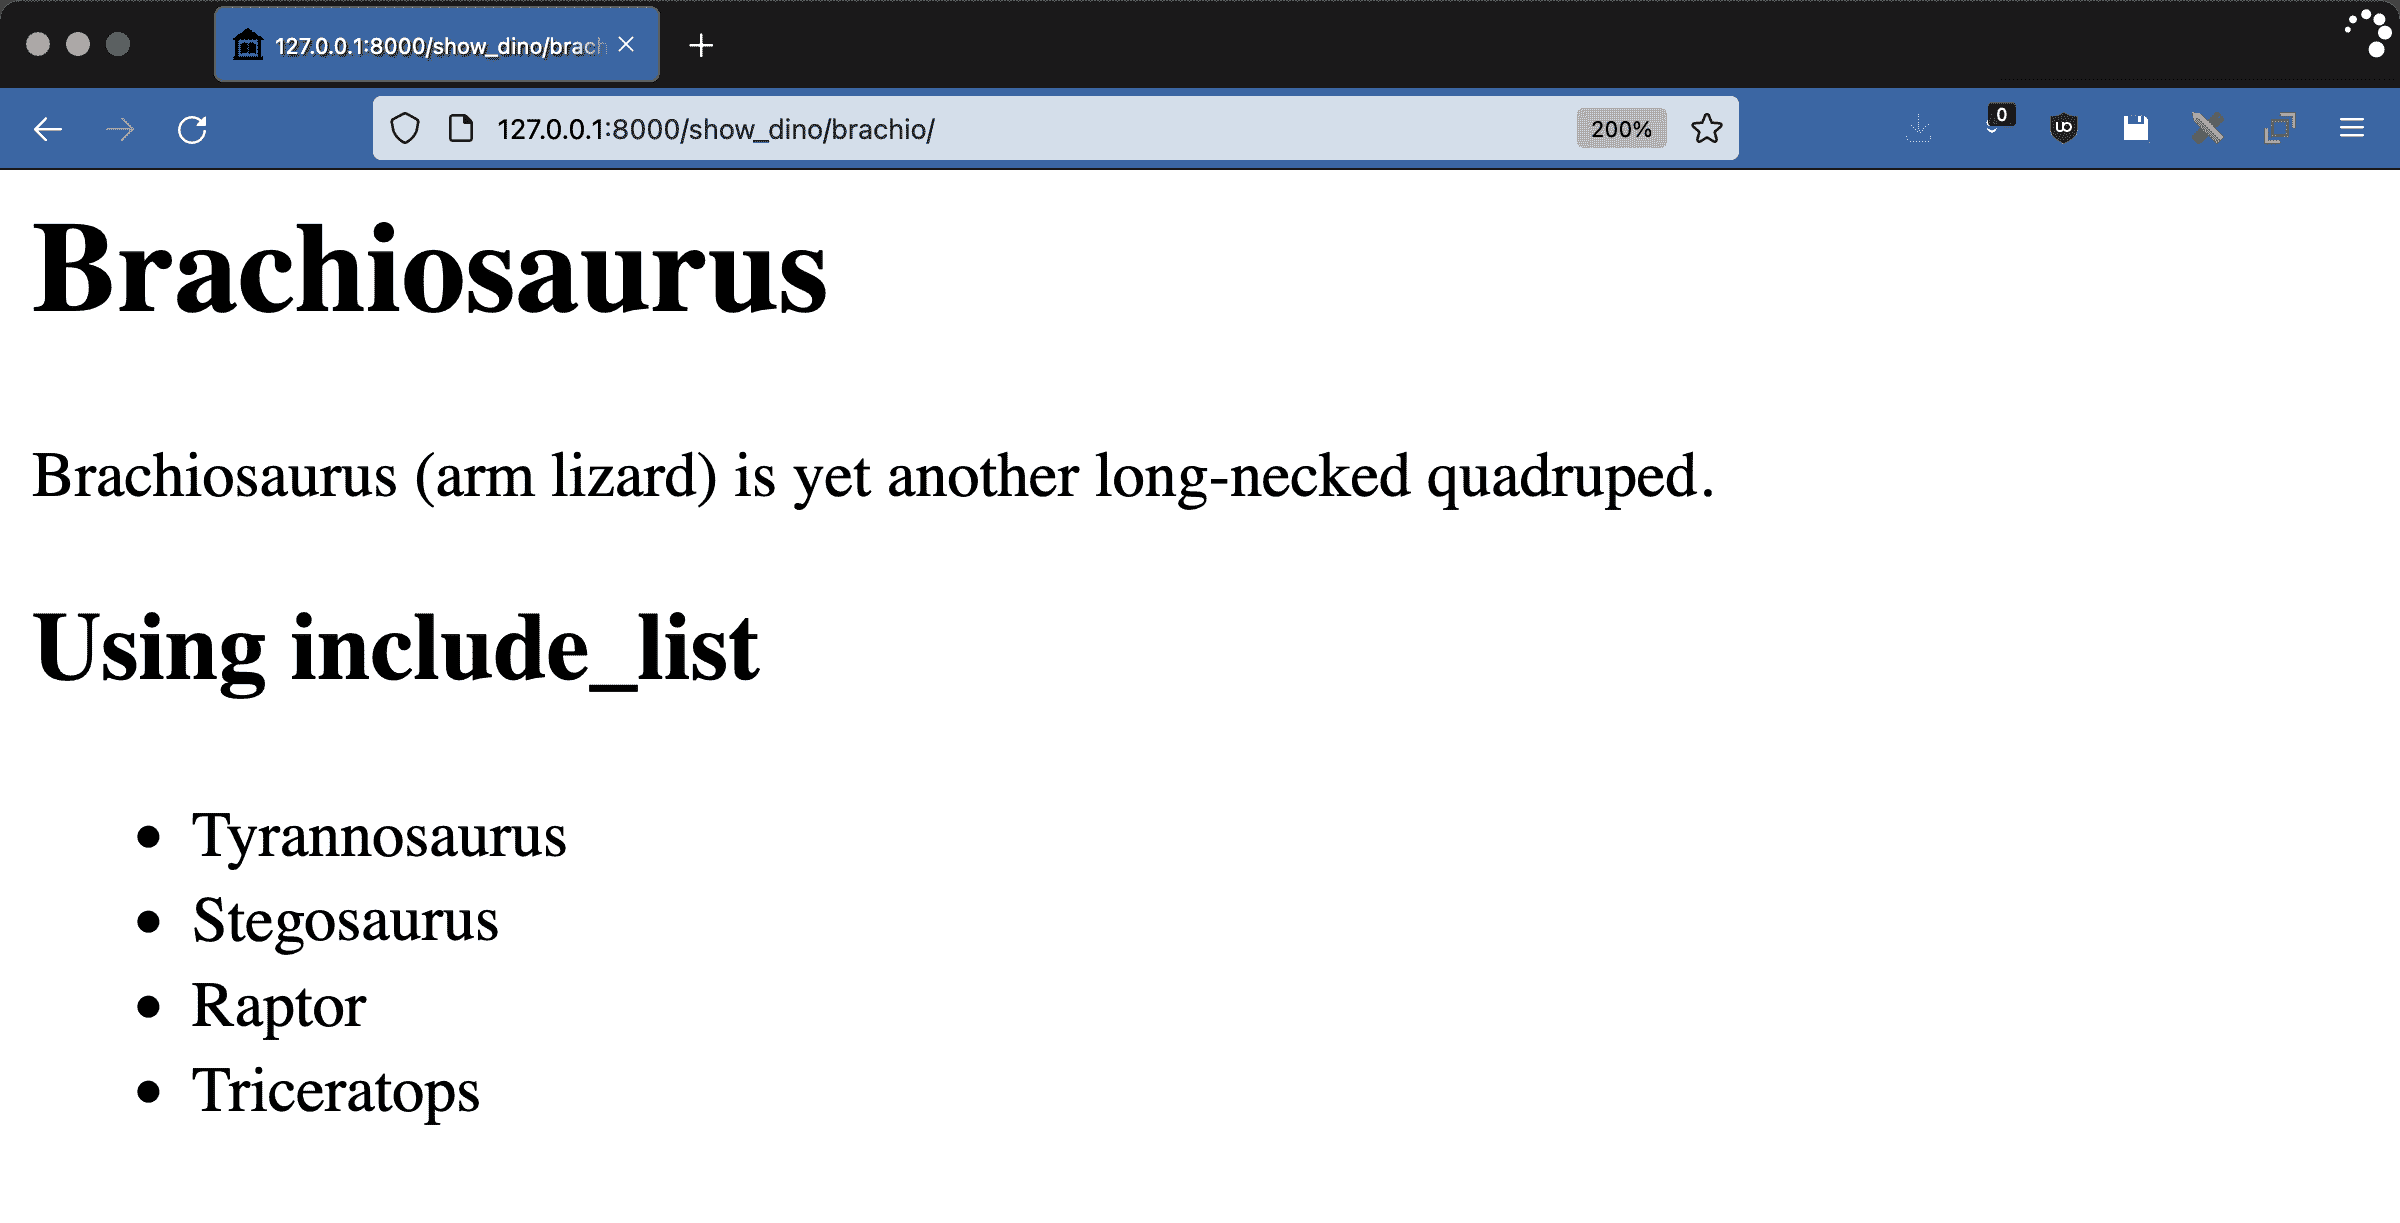 127.0.0.1:8000/show_dino/brach
127.0.0.1:8000/show_dino/brachio/
200%
0
Brachiosaurus
Brachiosaurus (arm lizard) is yet another long-necked quadruped.
Using include_list
Tyrannosaurus
Stegosaurus
Raptor
Triceratops